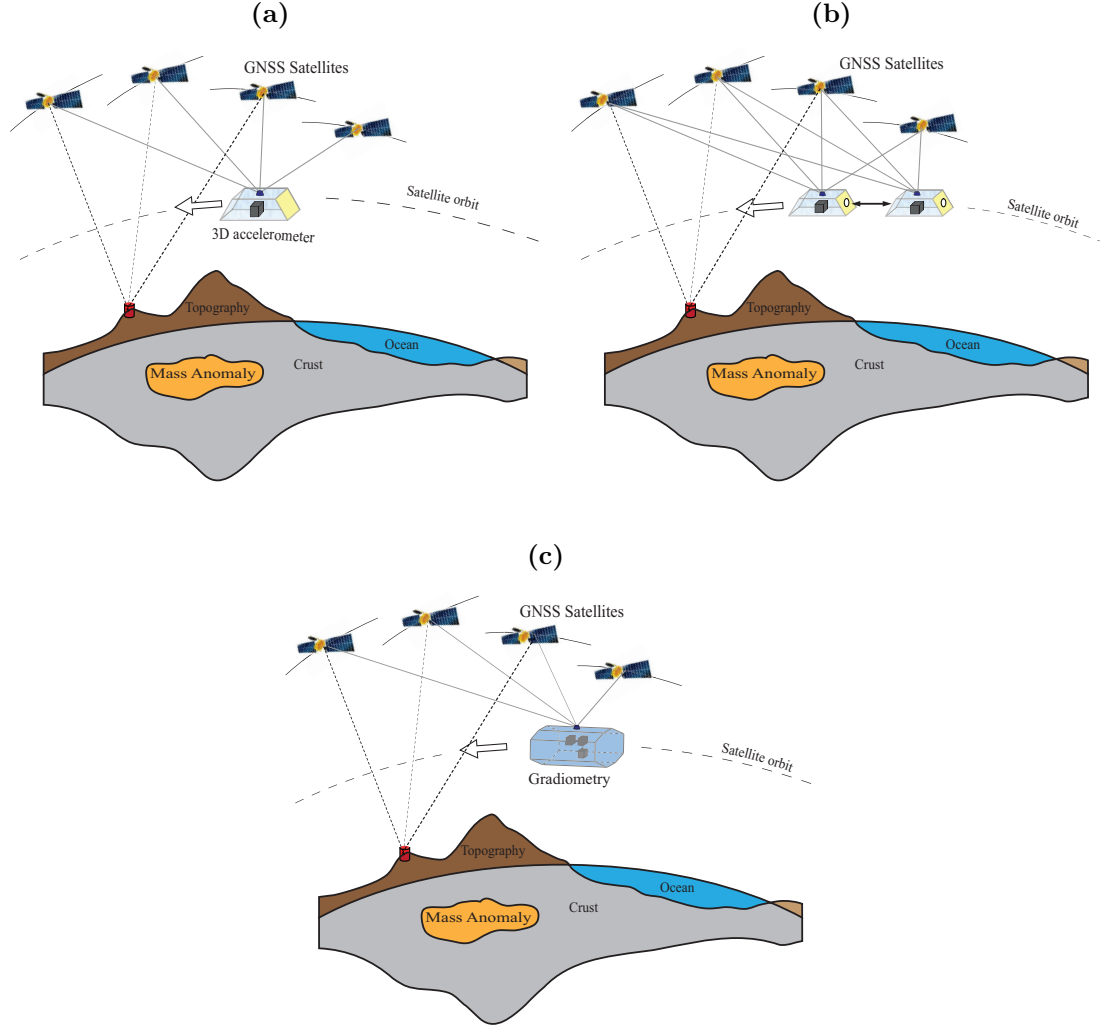 (a)
GNSS Satellites
Satellite orbit
3D accelerometer
Topography
Ocean
Crust
Mass Anomaly
(b)
GNSS Satellites
Satellite orbit
Topography
Ocean
Crust
Mass Anomaly
(c)
GNSS Satellites
Satellite orbit
Gradiometry
Topography
Ocean
Crust
Mass Anomaly